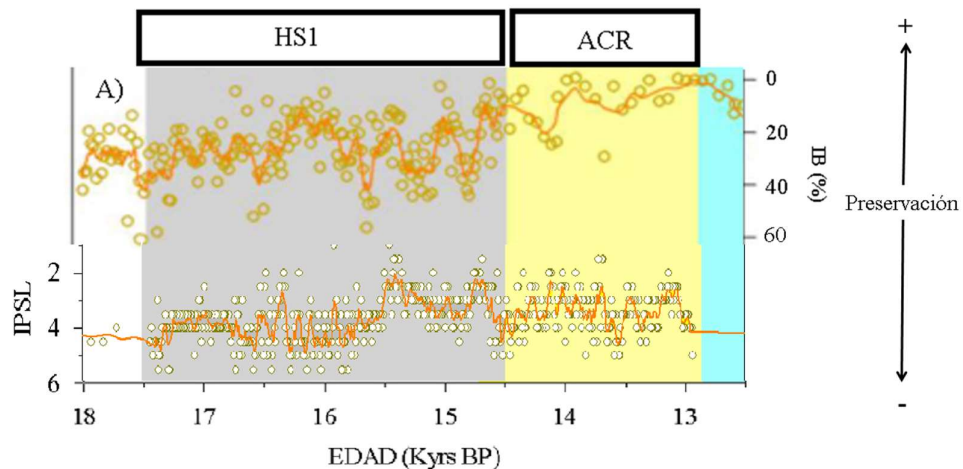 HS1
ACR
+
A)
0
20
40
60
IB (%)
Preservación
2
4
6
IPSL
-
18
17
16
15
14
13
EDAD (Kyrs BP)